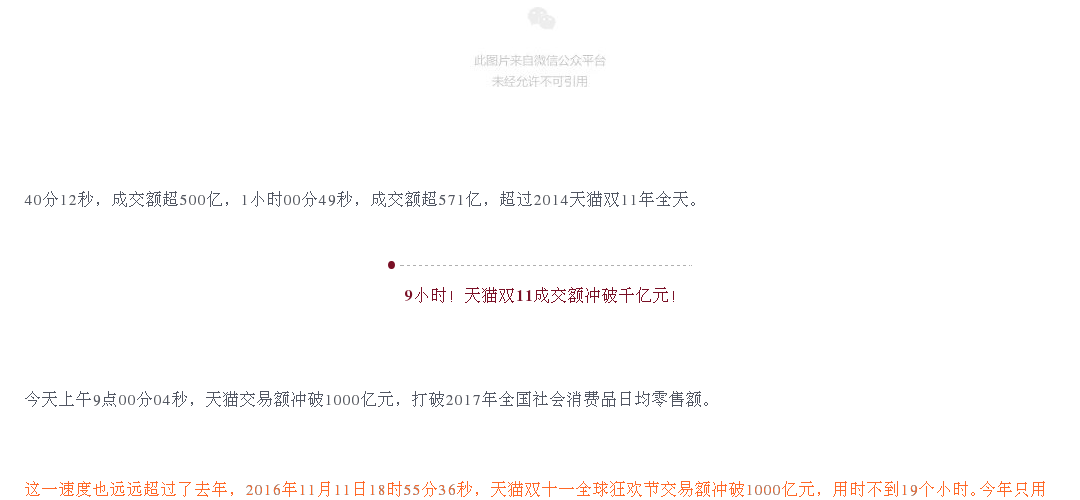 此图片来自微信公众平台
未经允许不可引用
40分12秒，成交额超500亿，1小时00分49秒，成交额超571亿，超过2014天猫双11年全天。
9小时！天猫双11成交额冲破千亿元！
今天上午9点00分04秒，天猫交易额冲破1000亿元，打破2017年全国社会消费品日均零售额。
这一速度也远远超过了去年，2016年11月11日18时55分36秒，天猫双十一全球狂欢节交易额冲破1000亿元，用时不到19个小时。今年只用